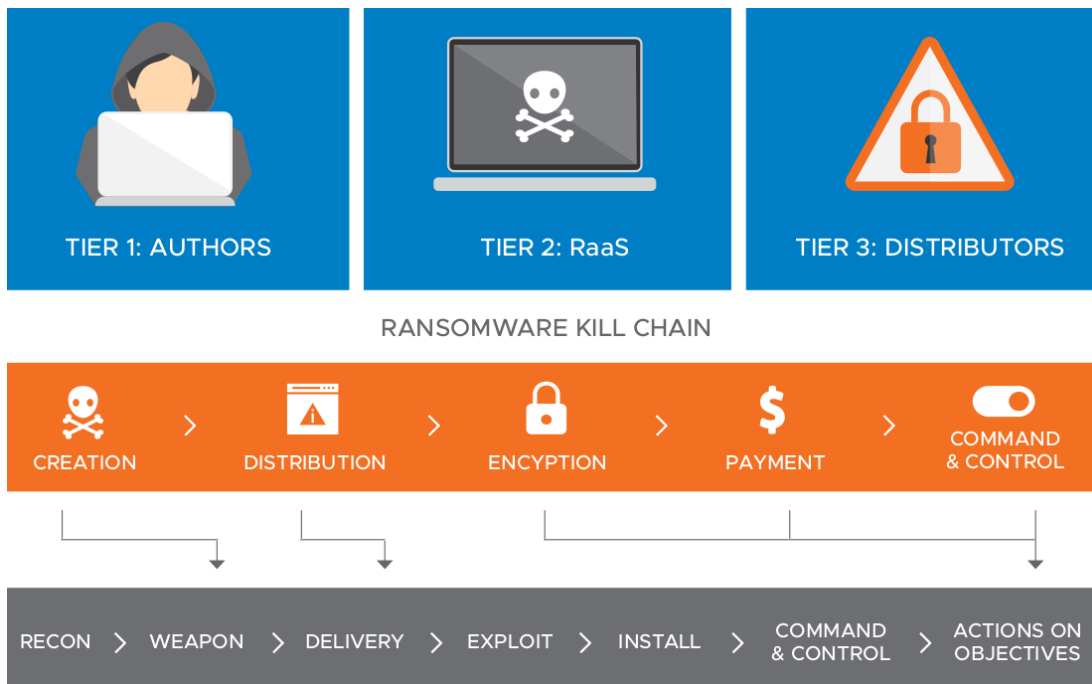 TIER 1: AUTHORS
TIER 2: RaaS
TIER 3: DISTRIBUTORS
RANSOMWARE KILL CHAIN
CREATION
DISTRIBUTION
ENCYPTION
PAYMENT
COMMAND
& CONTROL
RECON
WEAPON
DELIVERY
EXPLOIT
INSTALL
COMMAND
& CONTROL
ACTIONS ON
OBJECTIVES